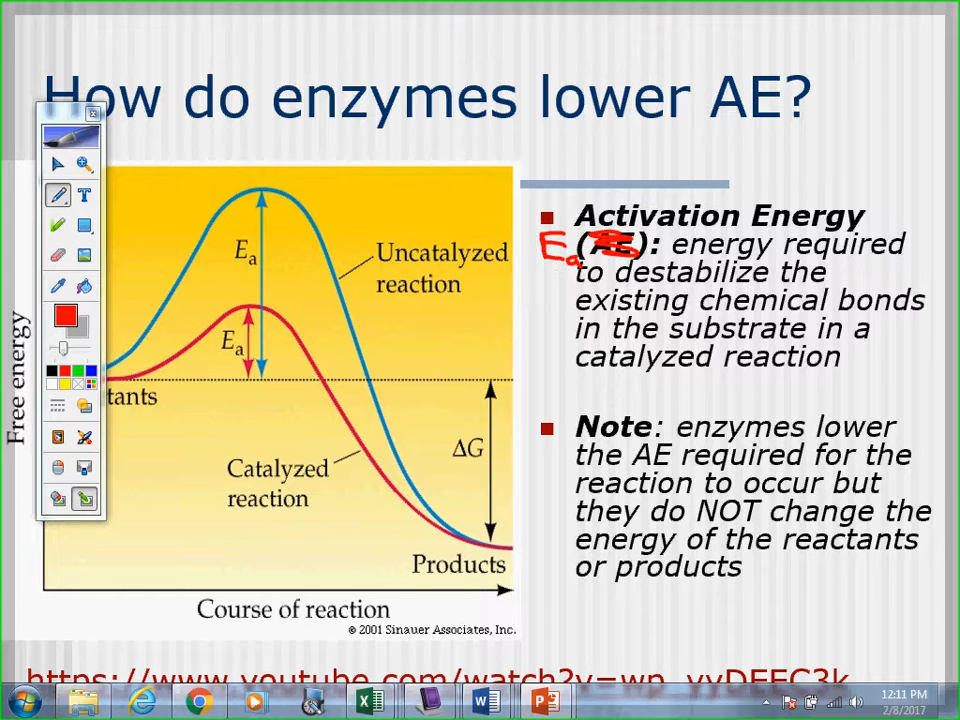 How do enzymes lower AE?
Activation Energy
Ea (AE): energy required
to destabilize the
existing chemical bonds
in the substrate in a
catalyzed reaction
Note: enzymes lower
the AE required for the
reaction to occur but
they do NOT change the
energy of the reactants
or products
Free energy
Ea
Uncatalyzed
reaction
Ea
tants
ΔG
Catalyzed
reaction
Products
Course of reaction
© 2001 Sinauer Associates, Inc.
12:11 PM
2/8/2017